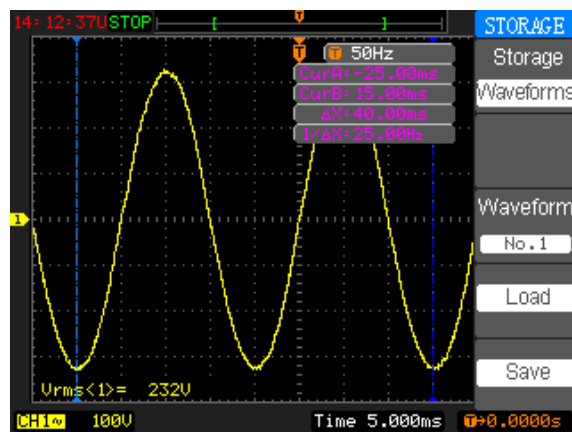 14:12:37 STOP
T
T
T 50Hz
CurA:-25.00ms
CurB:15.00ms
ΔX:40.00ms
1/ΔX:25.00Hz
1
Vrms<1>= 232V
CH1~ 100V
Time 5.000ms
T→0.0000s
STORAGE
Storage
Waveforms
Waveform
No.1
Load
Save